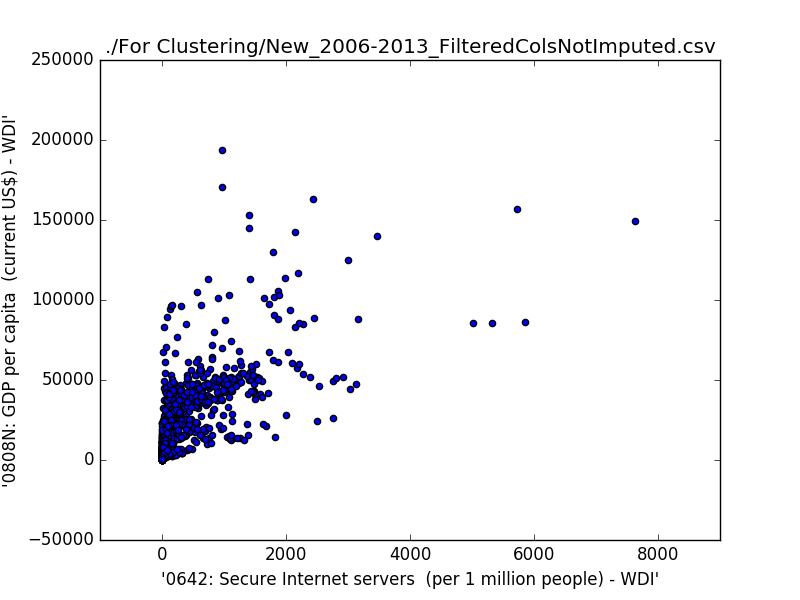 ./For Clustering/New_2006-2013_FilteredColsNotImputed.csv
250000
200000
150000
100000
50000
0
−50000
'0808N: GDP per capita  (current US$) - WDI'
0 2000 4000 6000 8000
'0642: Secure Internet servers  (per 1 million people) - WDI'